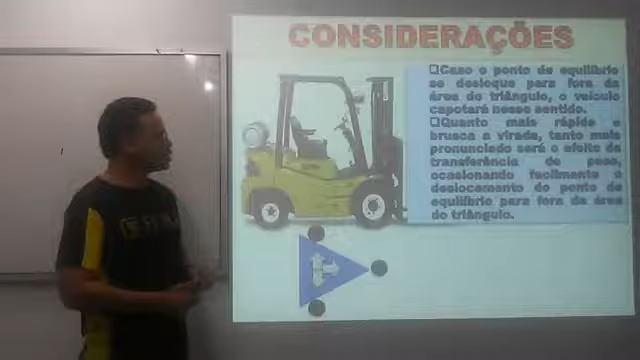 CONSIDERAÇÕES
❑Caso o ponto de equilíbrio
se desloque para fora da
área do triângulo, o veículo
capotará nesse sentido.
❑Quanto mais rápida e
brusca a virada, tanto mais
pronunciado será o efeito da
transferência de peso,
ocasionando facilmente o
deslocamento do ponto de
equilíbrio para fora da área
do triângulo.